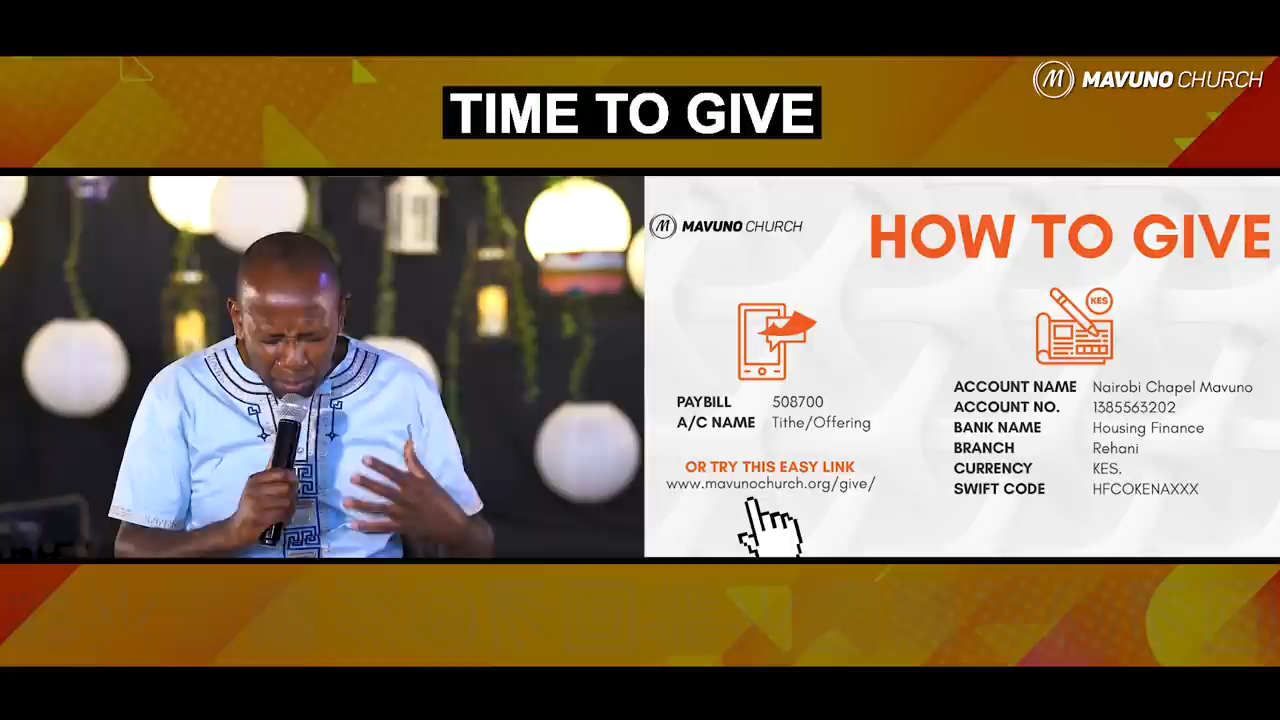 MAVUNO CHURCH
TIME TO GIVE
MAVUNO CHURCH
HOW TO GIVE
KES
PAYBILL 508700
A/C NAME Tithe/Offering
OR TRY THIS EASY LINK
www.mavunochurch.org/give/
ACCOUNT NAME Nairobi Chapel Mavuno
ACCOUNT NO. 1385563202
BANK NAME Housing Finance
BRANCH Rehani
CURRENCY KES.
SWIFT CODE HFCOKENAXXX